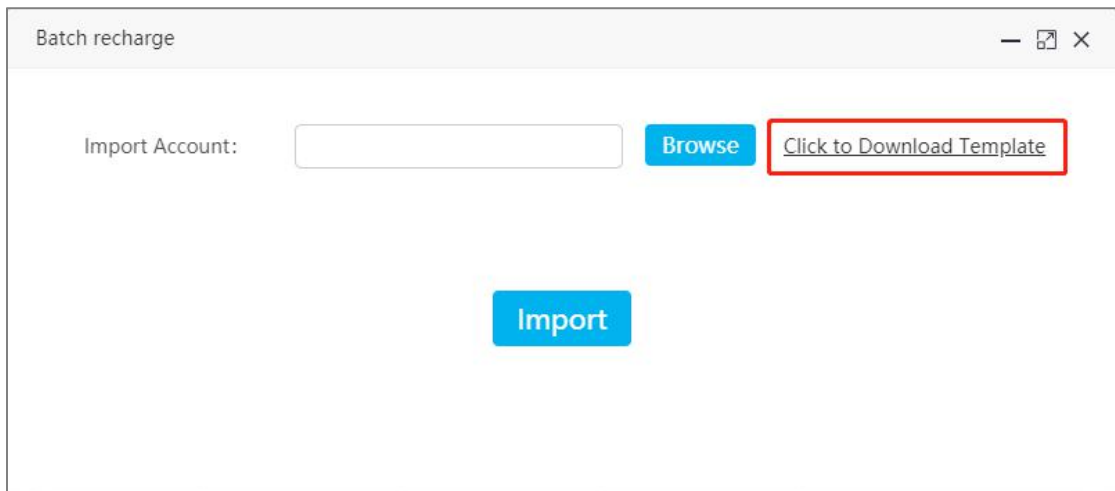 Batch recharge
Import Account:
Browse
Click to Download Template
Import